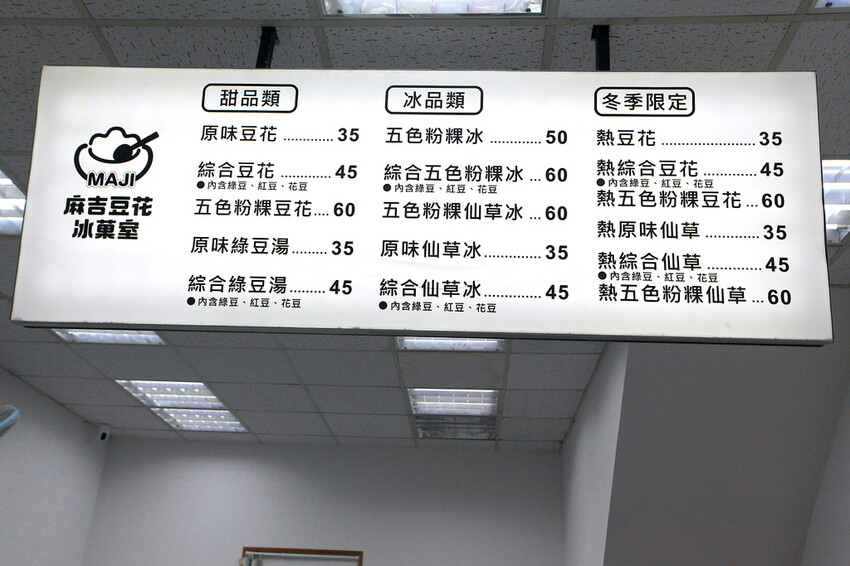 MAJI
麻吉豆花
冰菓室
甜品類
原味豆花 ............ 35
綜合豆花 .......... 45
●內含綠豆、紅豆、花豆
五色粉粿豆花.... 60
原味綠豆湯 ........ 35
綜合綠豆湯......... 45
●內含綠豆、紅豆、花豆
冰品類
五色粉粿冰 ............. 50
綜合五色粉粿冰 ... 60
●內含綠豆、紅豆、花豆
五色粉粿仙草冰 ... 60
原味仙草冰 ............. 35
綜合仙草冰.............. 45
●內含綠豆、紅豆、花豆
冬季限定
熱豆花 ..................... 35
熱綜合豆花 ............ 45
●內含綠豆、紅豆、花豆
熱五色粉粿豆花 ... 60
熱原味仙草 ............. 35
熱綜合仙草 ............. 45
●內含綠豆、紅豆、花豆
熱五色粉粿仙草 ... 60